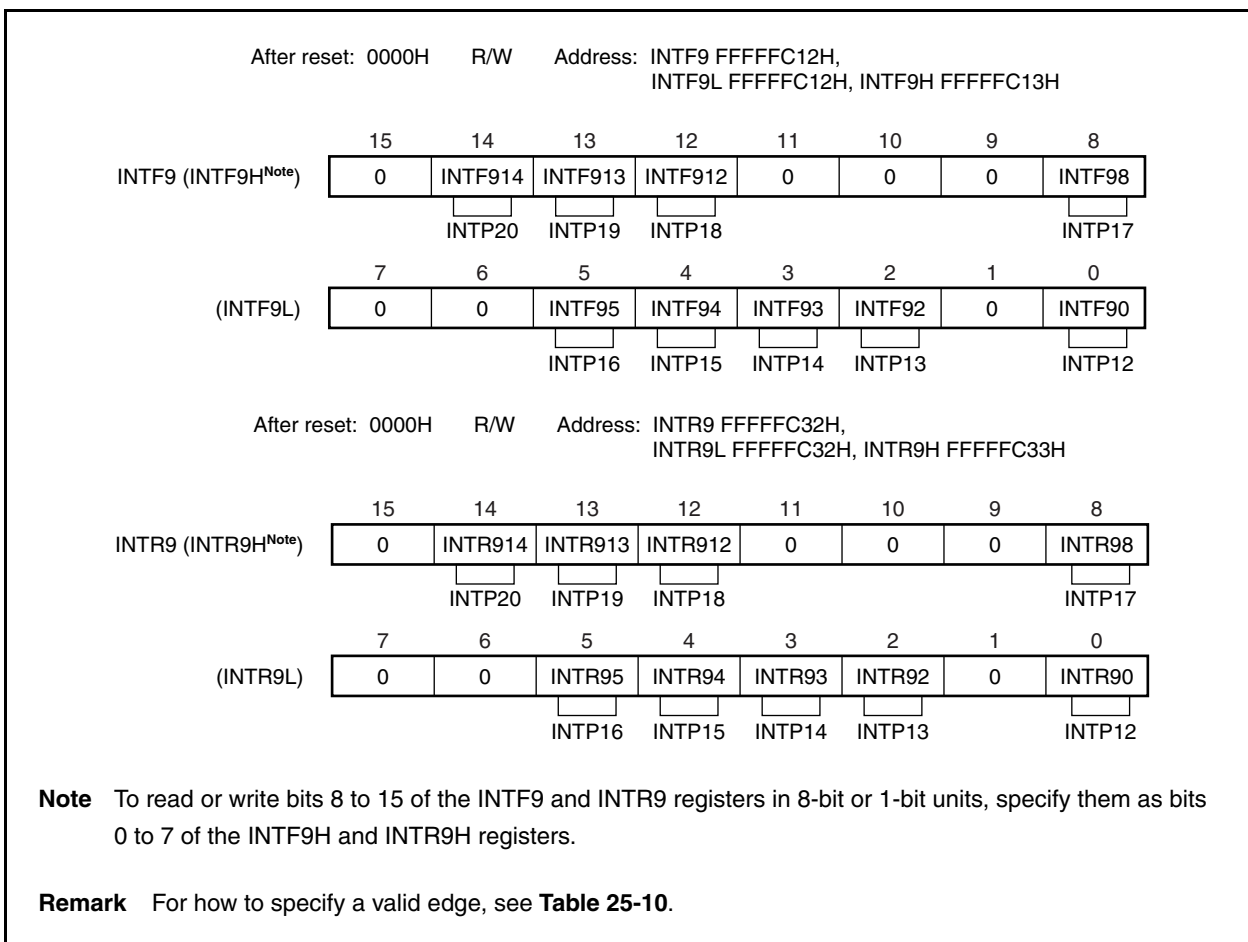 After reset: 0000H R/W Address: INTF9 FFFFFC12H,
INTF9L FFFFFC12H, INTF9H FFFFFC13H
15 14 13 12 11 10 9 8
INTF9 (INTF9HNote) 0 INTF914 INTF913 INTF912 0 0 0 INTF98
INTP20 INTP19 INTP18 INTP17
7 6 5 4 3 2 1 0
(INTF9L) 0 0 INTF95 INTF94 INTF93 INTF92 0 INTF90
INTP16 INTP15 INTP14 INTP13 INTP12
After reset: 0000H R/W Address: INTR9 FFFFFC32H,
INTR9L FFFFFC32H, INTR9H FFFFFC33H
15 14 13 12 11 10 9 8
INTR9 (INTR9HNote) 0 INTR914 INTR913 INTR912 0 0 0 INTR98
INTP20 INTP19 INTP18 INTP17
7 6 5 4 3 2 1 0
(INTR9L) 0 0 INTR95 INTR94 INTR93 INTR92 0 INTR90
INTP16 INTP15 INTP14 INTP13 INTP12
Note To read or write bits 8 to 15 of the INTF9 and INTR9 registers in 8-bit or 1-bit units, specify them as bits
0 to 7 of the INTF9H and INTR9H registers.
Remark For how to specify a valid edge, see Table 25-10.